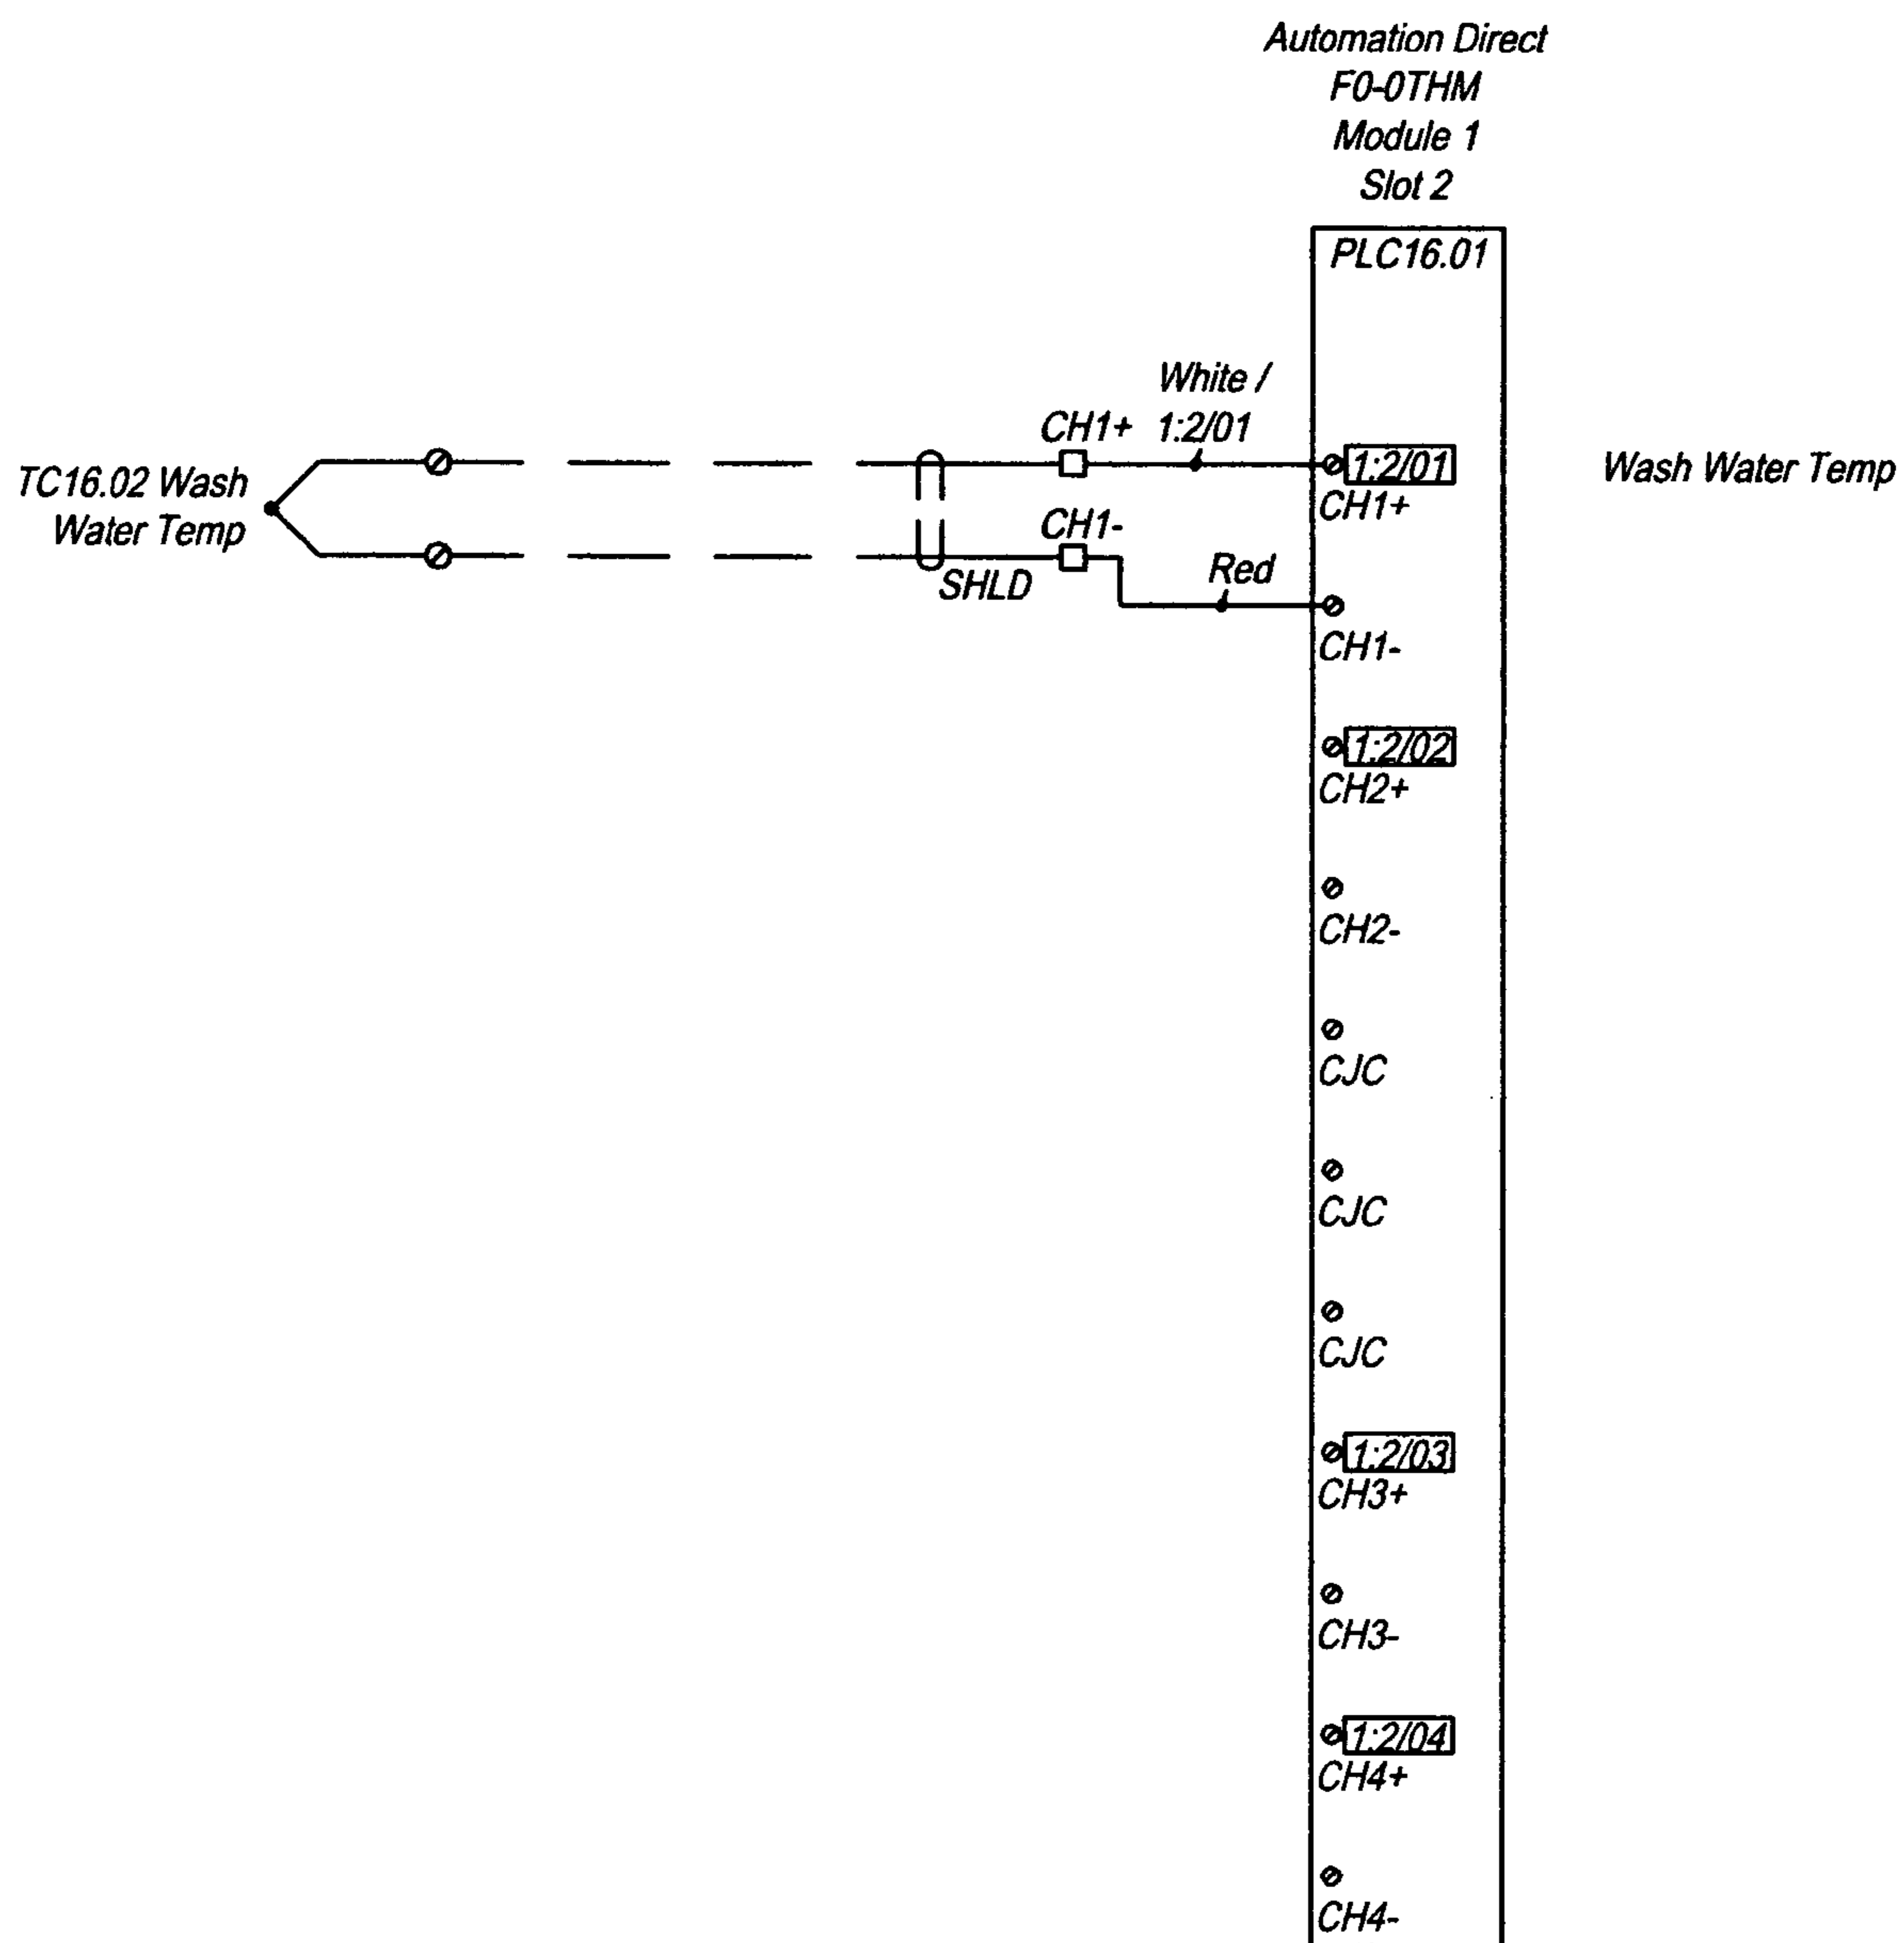 Automation Direct
F0-0THM
Module 1
Slot 2
PLC16.01
White /
CH1+ 1:2/01
TC16.02 Wash
Water Temp
1:2/01
CH1+
Wash Water Temp
CH1-
SHLD
Red
CH1-
1:2/02
CH2+
CH2-
CJC
CJC
CJC
1:2/03
CH3+
CH3-
1:2/04
CH4+
CH4-